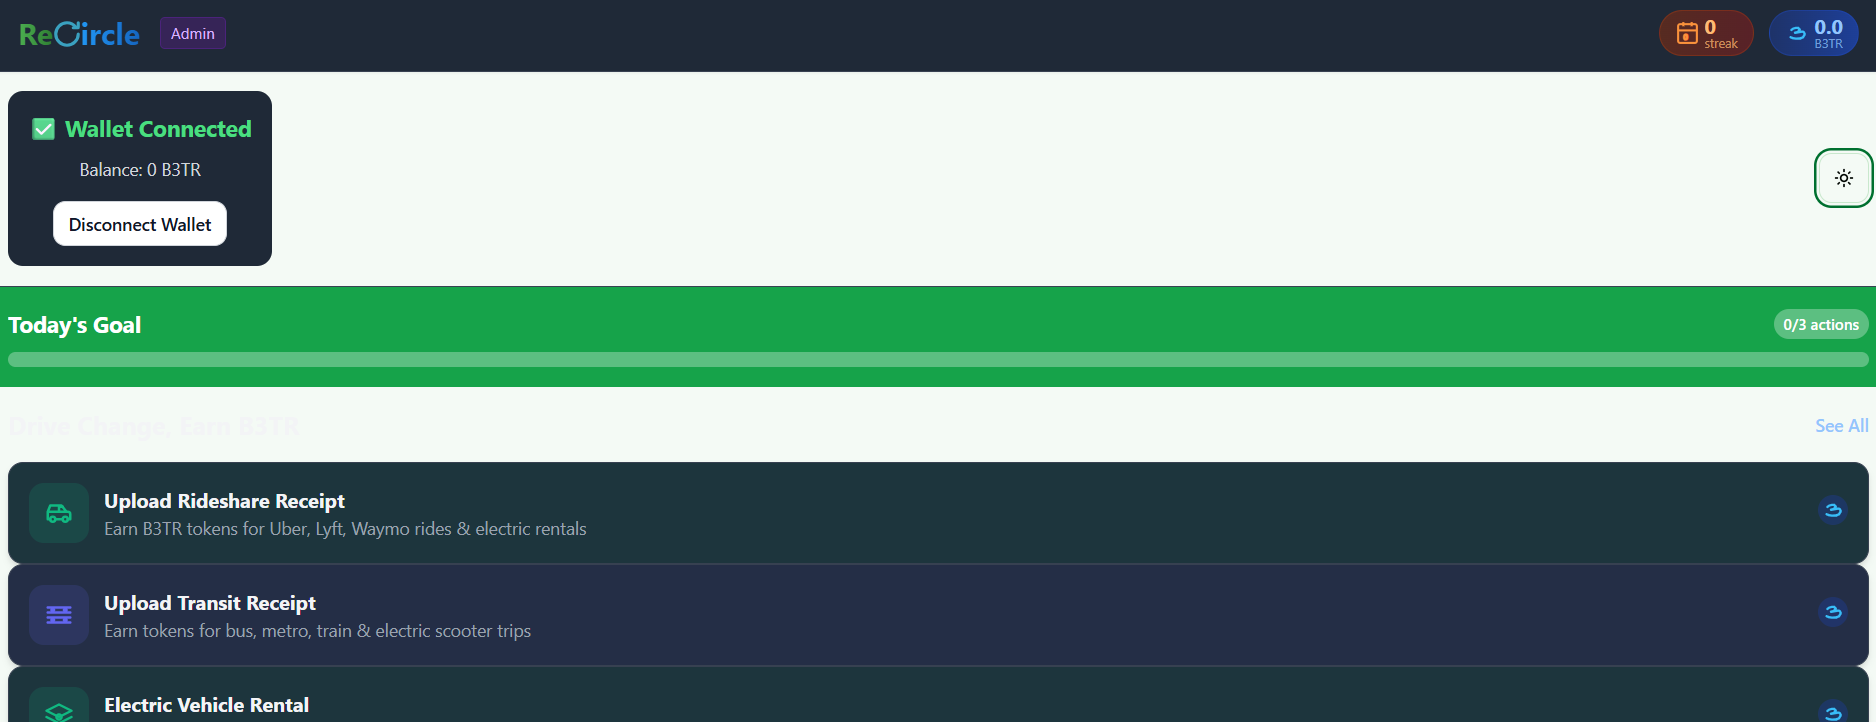 ReCircle
Admin
0
streak
0.0
B3TR
Wallet Connected
Balance: 0 B3TR
Disconnect Wallet
Today's Goal
0/3 actions
Drive Change, Earn B3TR
See All
Upload Rideshare Receipt
Earn B3TR tokens for Uber, Lyft, Waymo rides & electric rentals
Upload Transit Receipt
Earn tokens for bus, metro, train & electric scooter trips
Electric Vehicle Rental